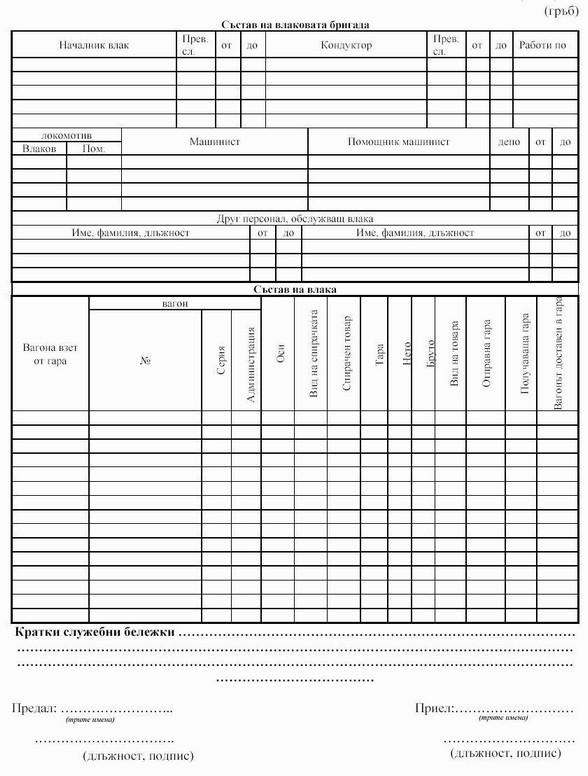 (гръб)
Състав на влаковата бригада
Началник влак Прев. сл. от до Кондуктор Прев. сл. от до Работи по
локомотив Машинист Помощник машинист депо от до
Влаков Пом.
Друг персонал, обслужващ влака
Име, фамилия, длъжност от до Име, фамилия, длъжност от до
Състав на влака
Вагона взет от гара вагон № Серия Администрация Оси Вид на спирачката Спирачен товар Тара Нето Бруто Вид на товара Отправна гара Получаваща гара Вагонът доставен в гара
Кратки служебни бележки ……………………………………………………………………
……………………………………………………………………………………………
……………………………………………………………………………………………
………………………………
Предал: ……………………..
(трите имена)
Приел:………………………
(трите имена)
…………………………..
(длъжност, подпис)
…………………………
(длъжност, подпис)